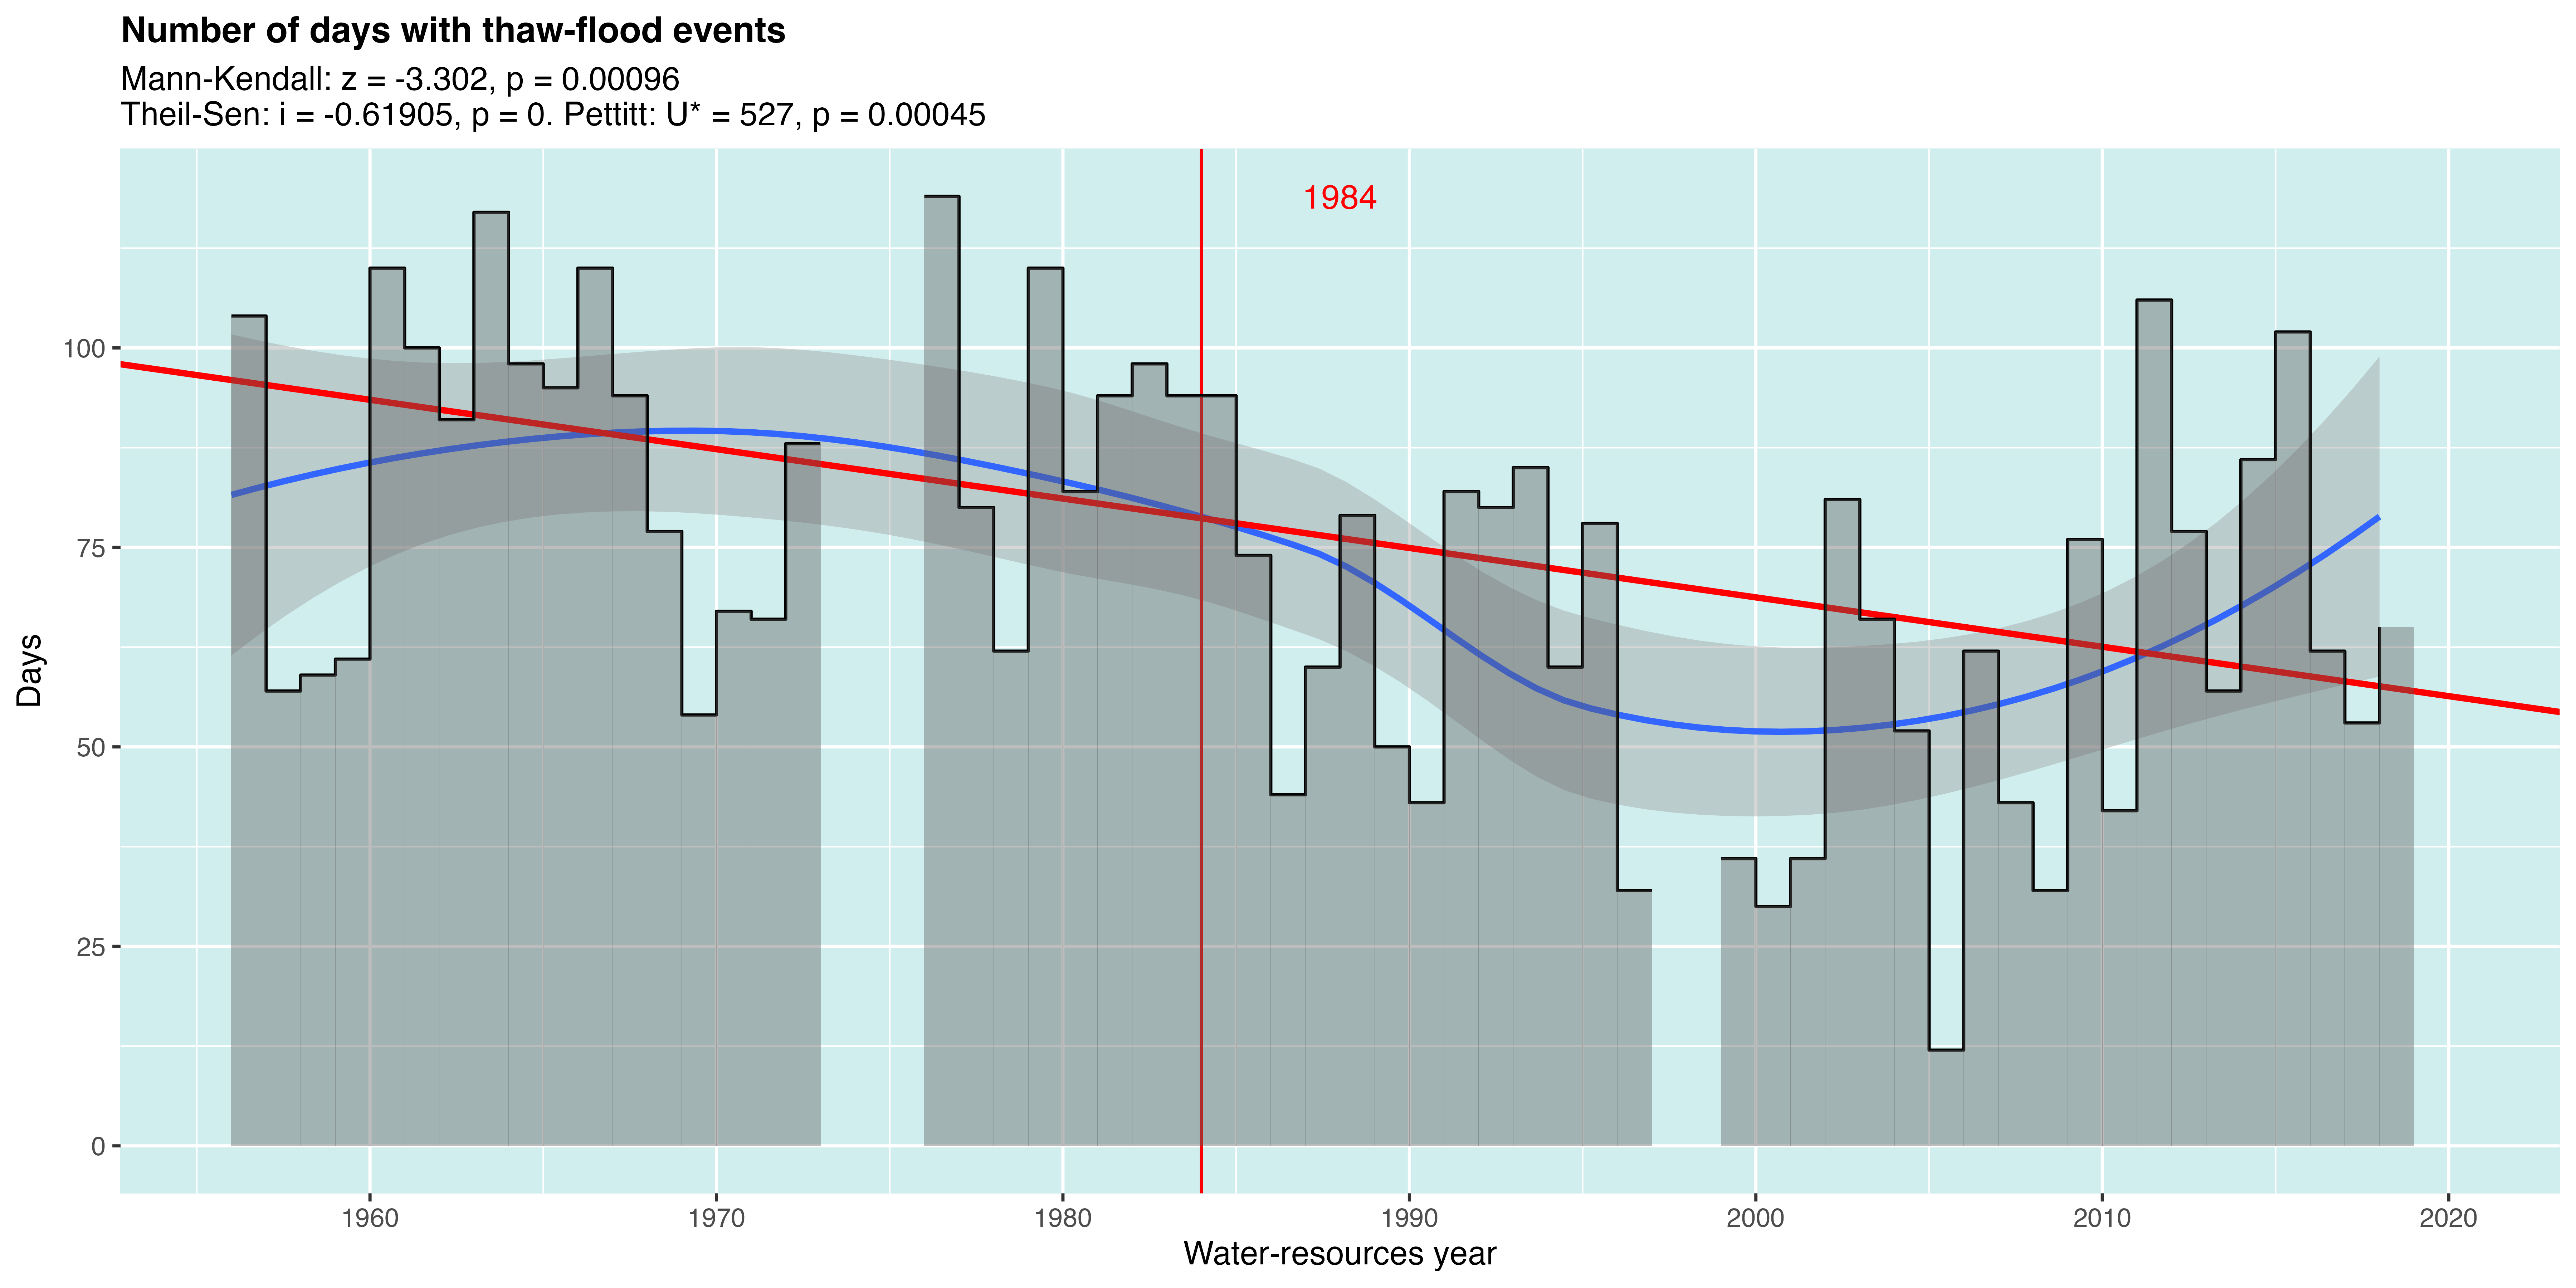 Number of days with thaw-flood events
Mann-Kendall: z = -3.302, p = 0.00096
Theil-Sen: i = -0.61905, p = 0. Pettitt: U* = 527, p = 0.00045
1984
100
75
50
25
0
Days
1960 1970 1980 1990 2000 2010 2020
Water-resources year